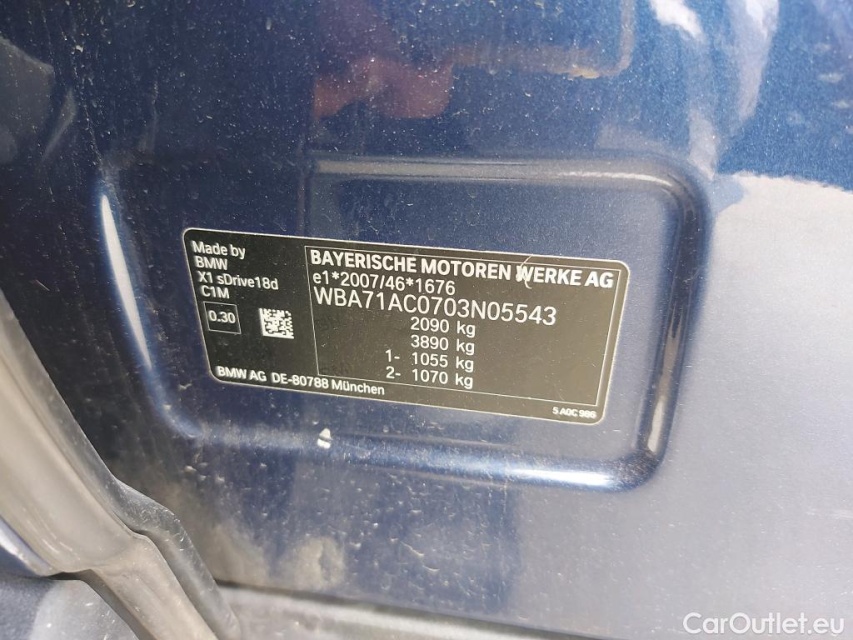 Made by
BMW
X1 sDrive18d
C1M
0.30
BAYERISCHE MOTOREN WERKE AG
e1*2007/46*1676
WBA71AC0703N05543
2090 kg
3890 kg
1- 1055 kg
2- 1070 kg
BMW AG DE-80788 München
5 A0C 986
CarOutlet.eu